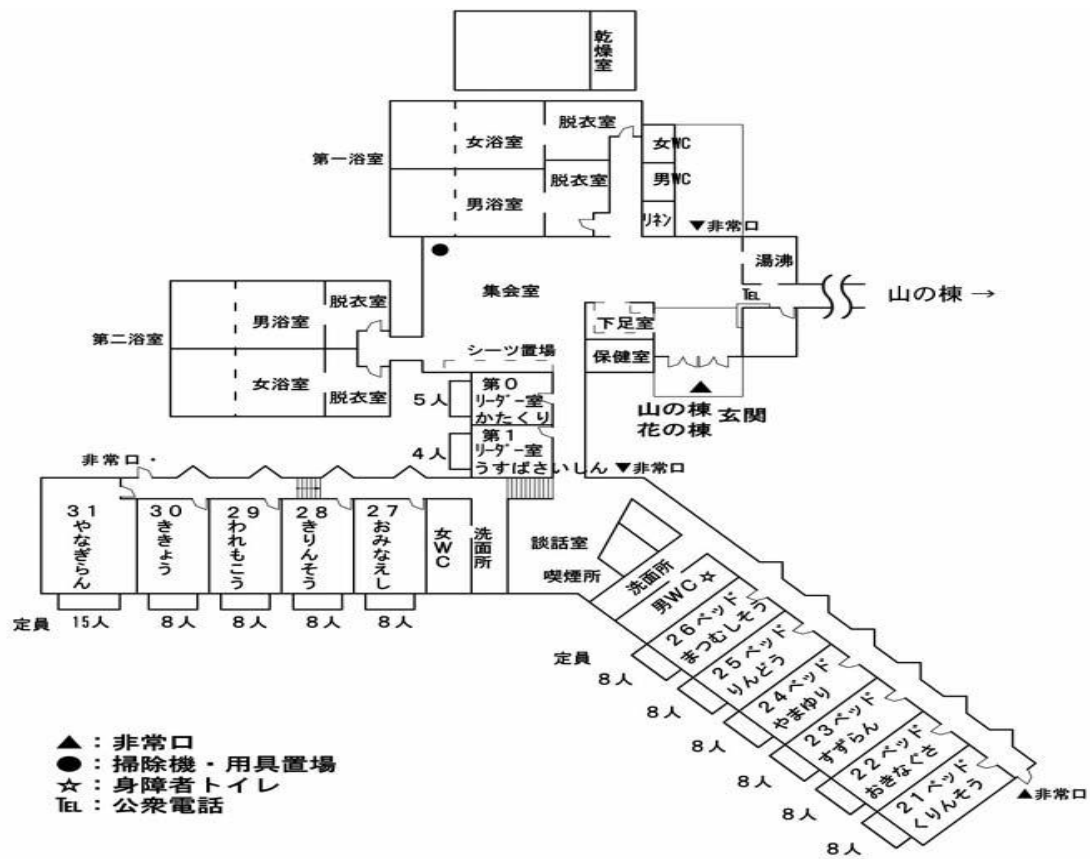 乾燥室
脱衣室
女浴室
女WC
第一浴室
脱衣室
男WC
男浴室
リネン
▼非常口
湯沸
集会室
TEL
山の棟 →
脱衣室
男浴室
下足室
第二浴室
シーツ置場
保健室
女浴室
脱衣室
5人
第0
リーダー室
かたくり
山の棟 玄関
花の棟
4人
第1
リーダー室
うすばさいしん
▼非常口
非常口・
31
やなぎらん
30
ききょう
29
われもこう
28
きりんそう
27
おみなえし
女WC
洗面所
談話室
喫煙所
洗面所
男WC☆
定員 15人
8人
8人
8人
8人
26ベッド
まつむしそう
25ベッド
りんどう
24ベッド
やまゆり
23ベッド
すずらん
22ベッド
おきなぐさ
21ベッド
くりんそう
定員
8人
8人
8人
8人
8人
8人
▲非常口
▲：非常口
●：掃除機・用具置場
☆：身障者トイレ
TEL：公衆電話